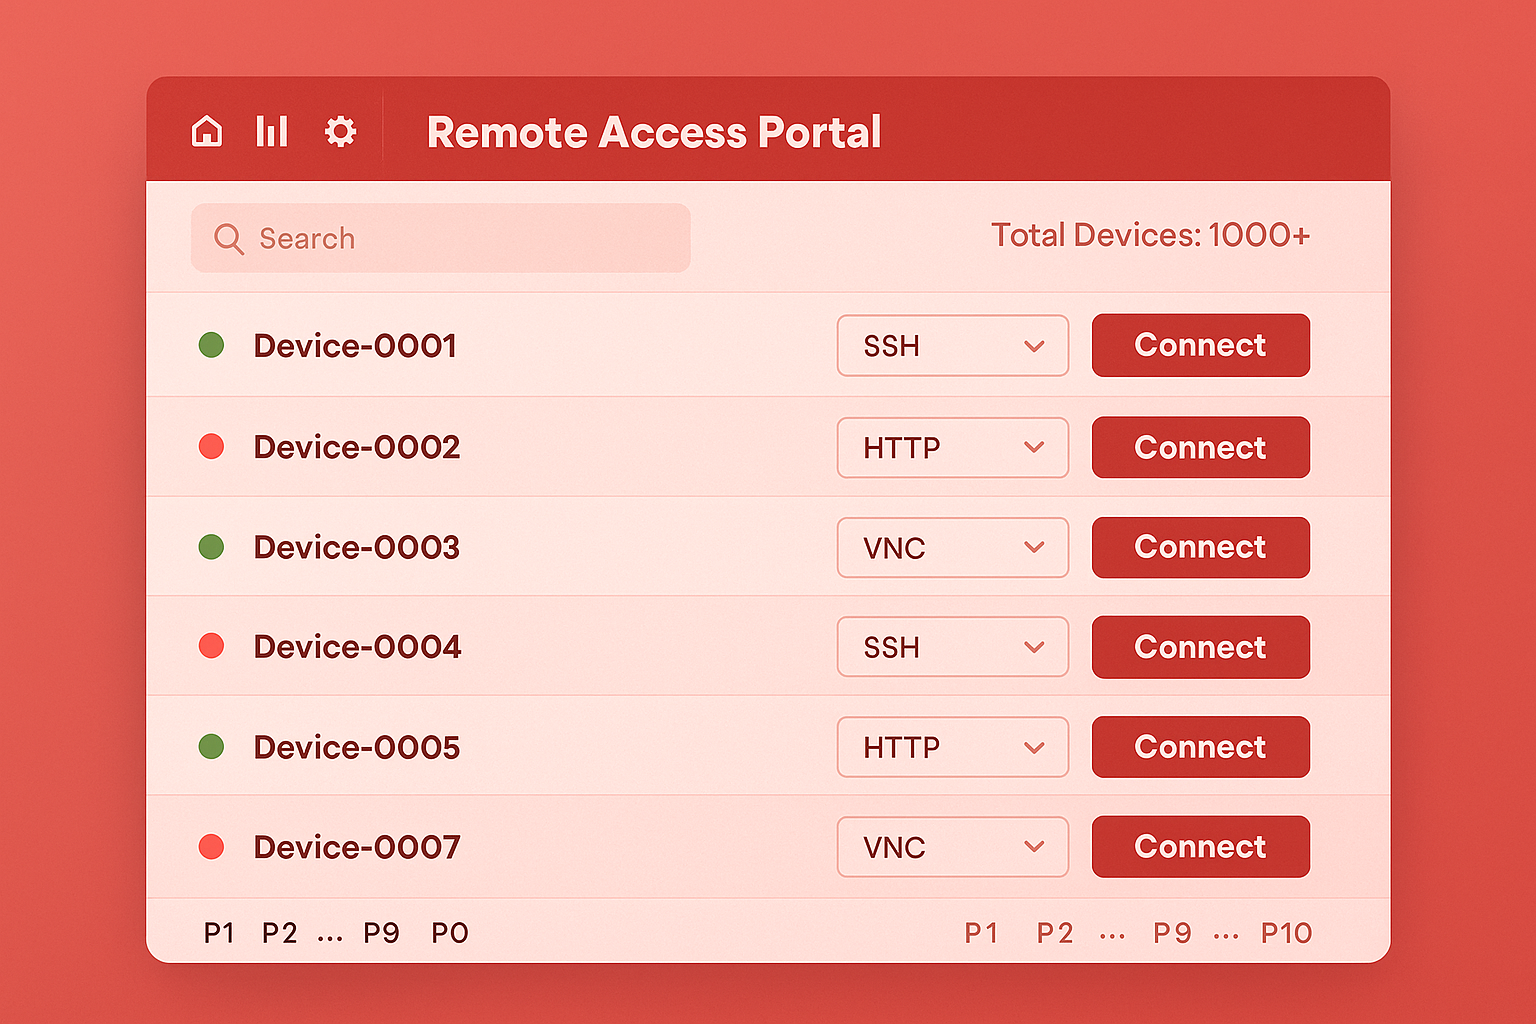 Remote Access Portal
Search
Total Devices: 1000+
Device-0001 SSH Connect
Device-0002 HTTP Connect
Device-0003 VNC Connect
Device-0004 SSH Connect
Device-0005 HTTP Connect
Device-0007 VNC Connect
P1 P2 ... P9 P0 P1 P2 ... P9 ... P10